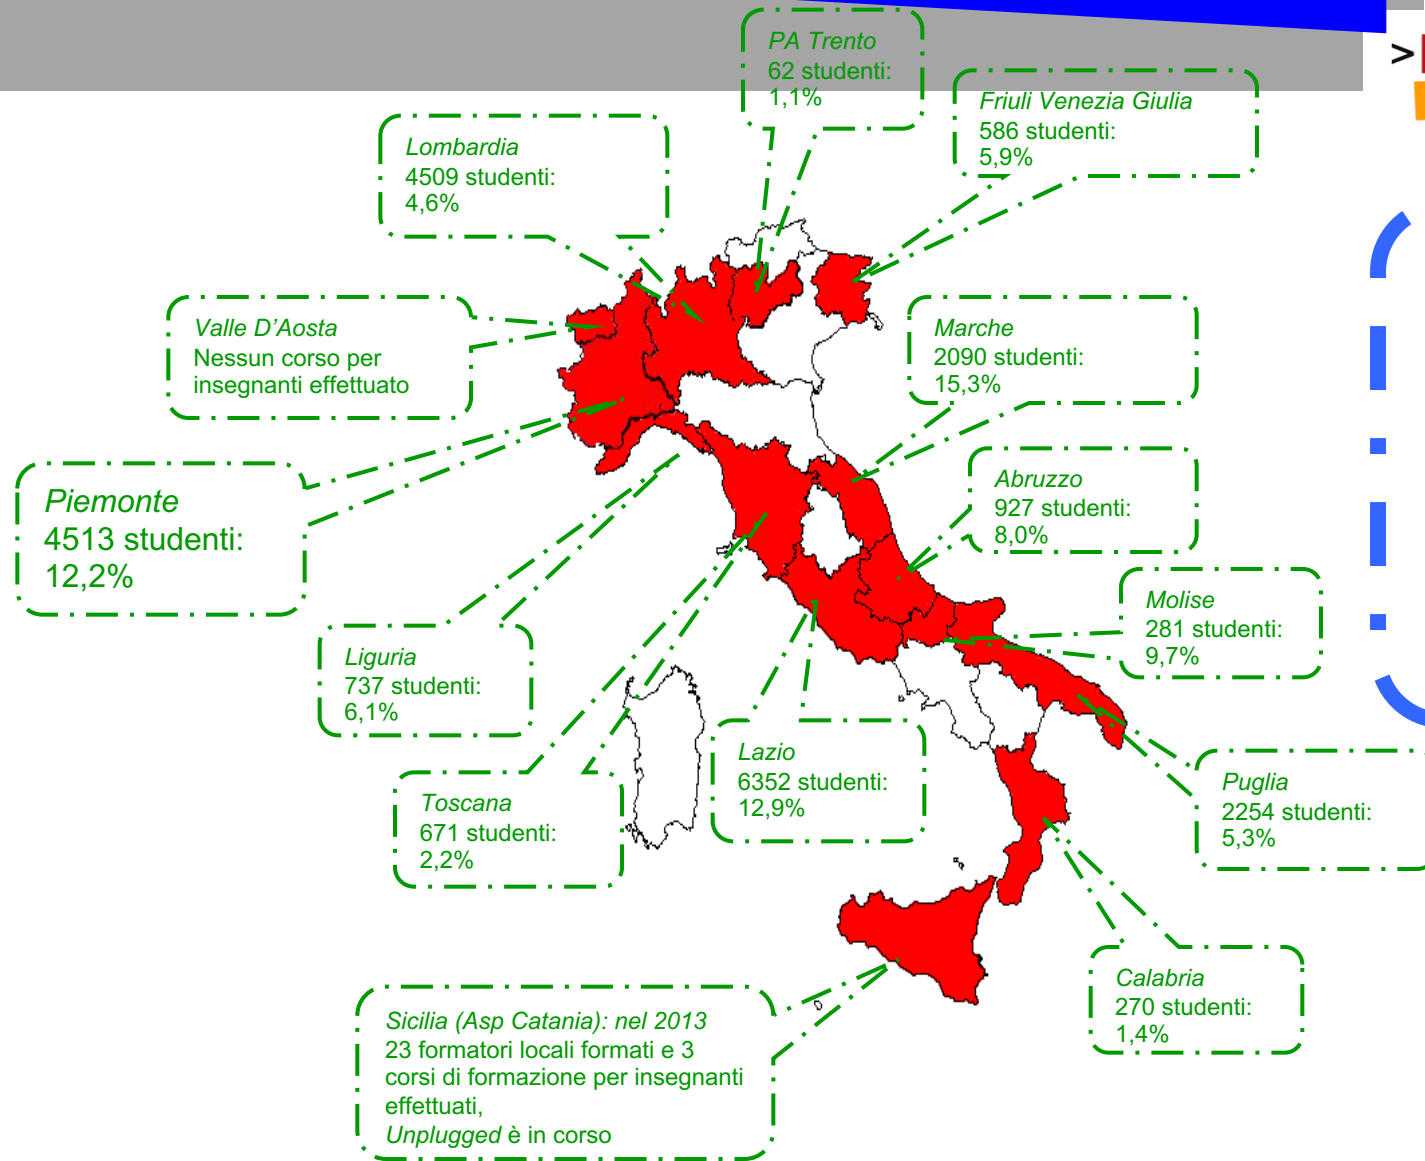 PA Trento
62 studenti:
1,1%
>
Friuli Venezia Giulia
586 studenti:
5,9%
Lombardia
4509 studenti:
4,6%
Valle D’Aosta
Nessun corso per
insegnanti effettuato
Marche
2090 studenti:
15,3%
Piemonte
4513 studenti:
12,2%
Abruzzo
927 studenti:
8,0%
Molise
281 studenti:
9,7%
Liguria
737 studenti:
6,1%
Lazio
6352 studenti:
12,9%
Toscana
671 studenti:
2,2%
Puglia
2254 studenti:
5,3%
Calabria
270 studenti:
1,4%
Sicilia (Asp Catania): nel 2013
23 formatori locali formati e 3
corsi di formazione per insegnanti
effettuati,
Unplugged è in corso